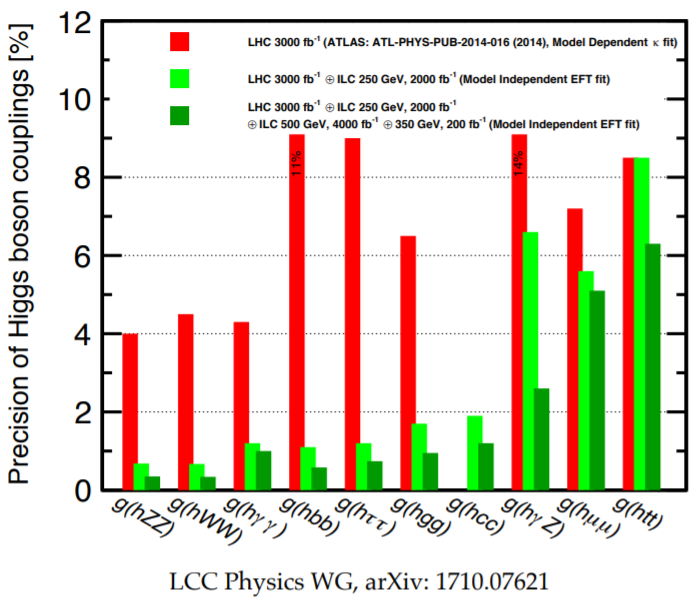 Precision of Higgs boson couplings [%]
12
10
8
6
4
2
0
LHC 3000 fb⁻¹ (ATLAS: ATL-PHYS-PUB-2014-016 (2014), Model Dependent κ fit)
LHC 3000 fb⁻¹ ⊕ ILC 250 GeV, 2000 fb⁻¹ (Model Independent EFT fit)
LHC 3000 fb⁻¹ ⊕ ILC 250 GeV, 2000 fb⁻¹
⊕ILC 500 GeV, 4000 fb⁻¹ ⊕ 350 GeV, 200 fb⁻¹ (Model Independent EFT fit)
11%
14%
g(hZZ)
g(hWW)
g(hγγ)
g(hbb)
g(hττ)
g(hgg)
g(hcc)
g(hγZ)
g(hμμ)
g(htt)
LCC Physics WG, arXiv: 1710.07621